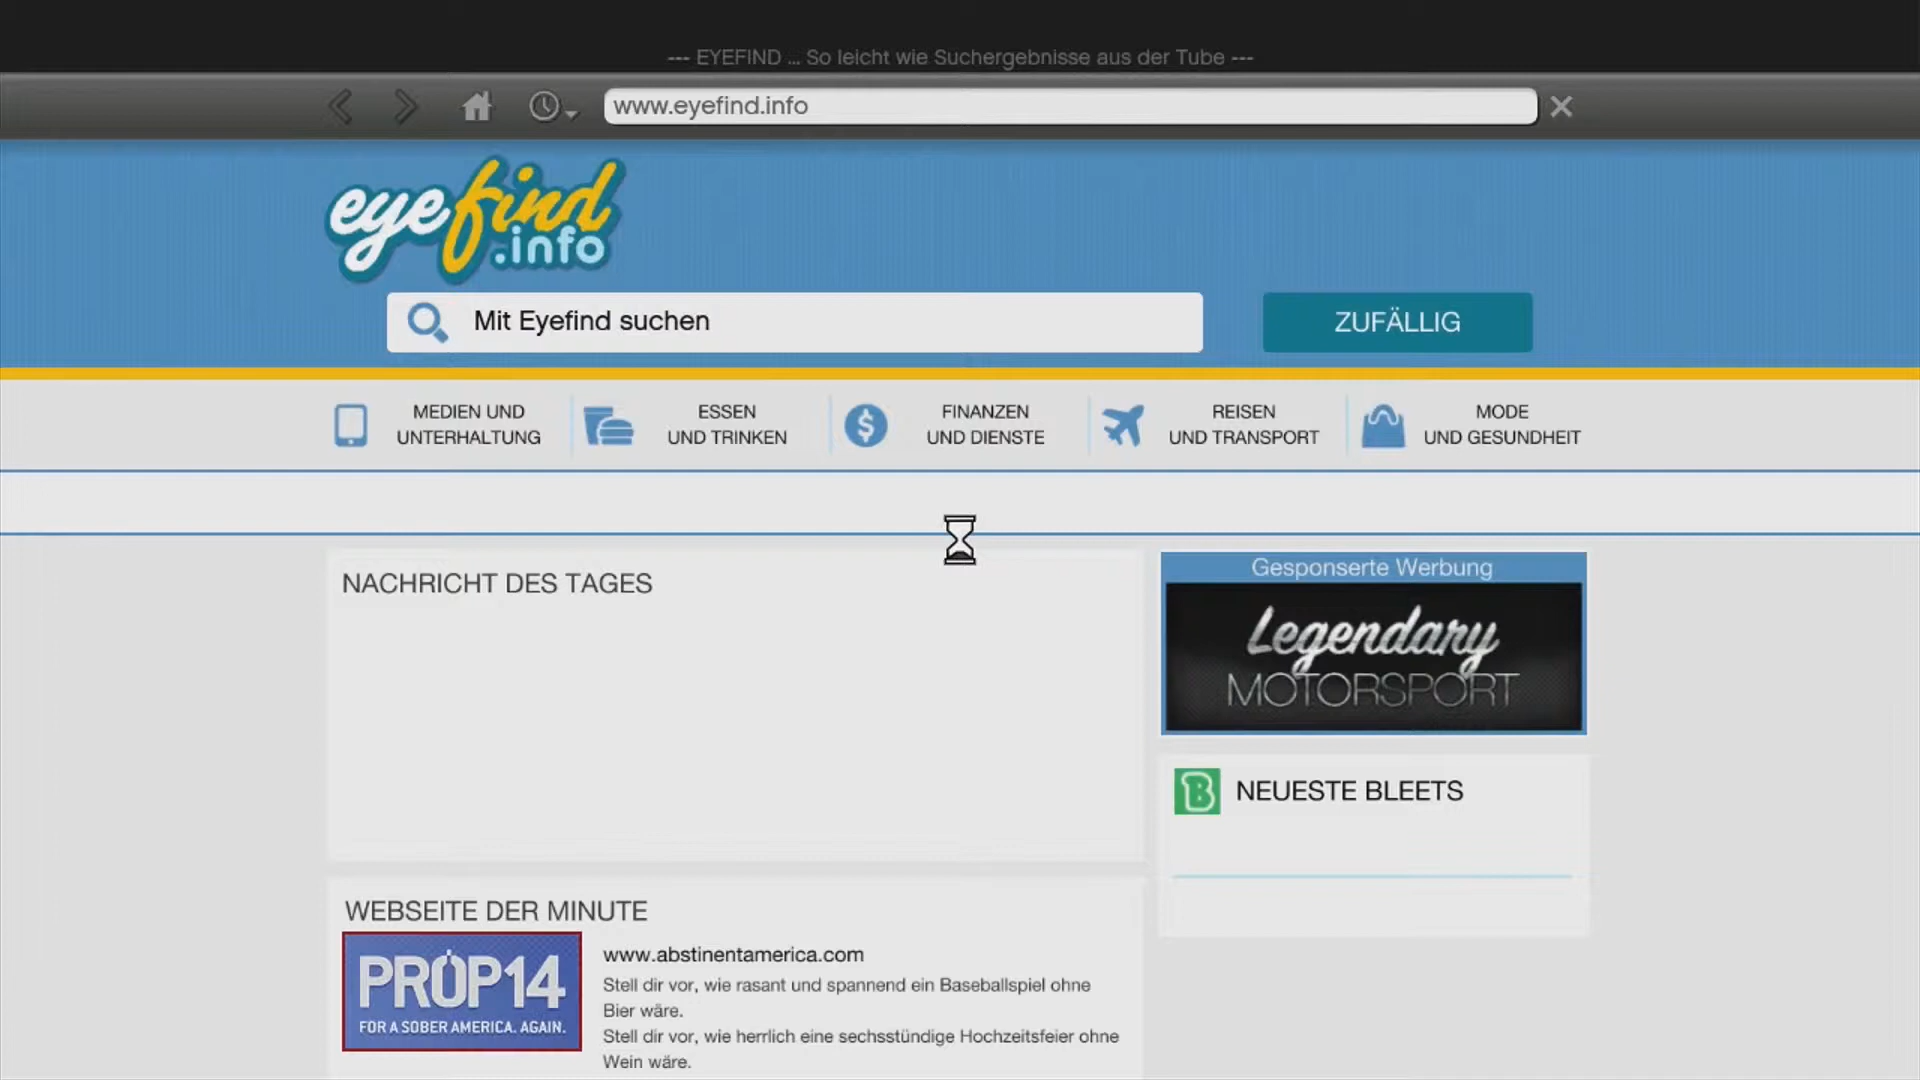 --- EYEFIND ... So leicht wie Suchergebnisse aus der Tube ---
www.eyefind.info
eyefind
.info
Mit Eyefind suchen
ZUFÄLLIG
MEDIEN UND
UNTERHALTUNG
ESSEN
UND TRINKEN
FINANZEN
UND DIENSTE
REISEN
UND TRANSPORT
MODE
UND GESUNDHEIT
NACHRICHT DES TAGES
Gesponserte Werbung
Legendary
MOTORSPORT
B
NEUESTE BLEETS
WEBSEITE DER MINUTE
PROP14
FOR A SOBER AMERICA. AGAIN.
www.abstinentamerica.com
Stell dir vor, wie rasant und spannend ein Baseballspiel ohne
Bier wäre.
Stell dir vor, wie herrlich eine sechsstündige Hochzeitsfeier ohne
Wein wäre.